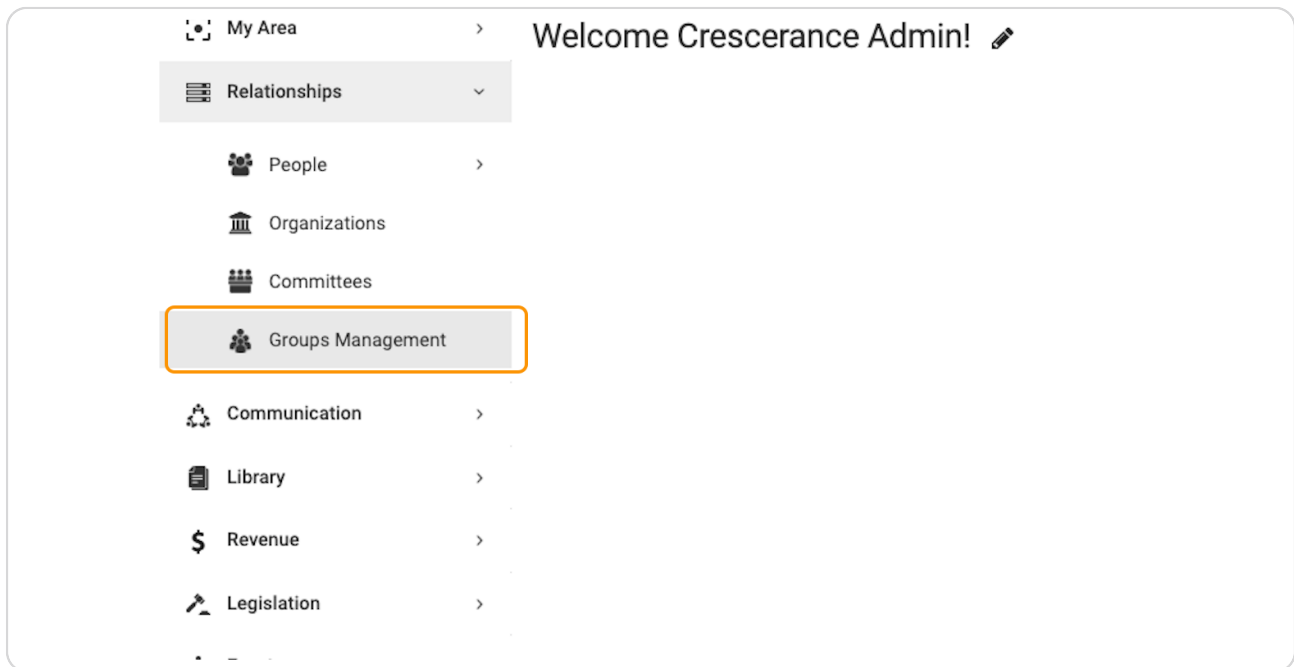 My Area
Welcome Crescerance Admin!
Relationships
People
Organizations
Committees
Groups Management
Communication
Library
Revenue
Legislation